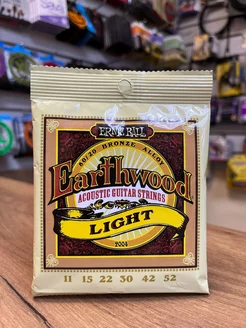 ERNIE BALL
80/20 BRONZE ALLOY
Earthwood
ACOUSTIC GUITAR STRINGS
LIGHT
2004
11 15 22 30 42 52